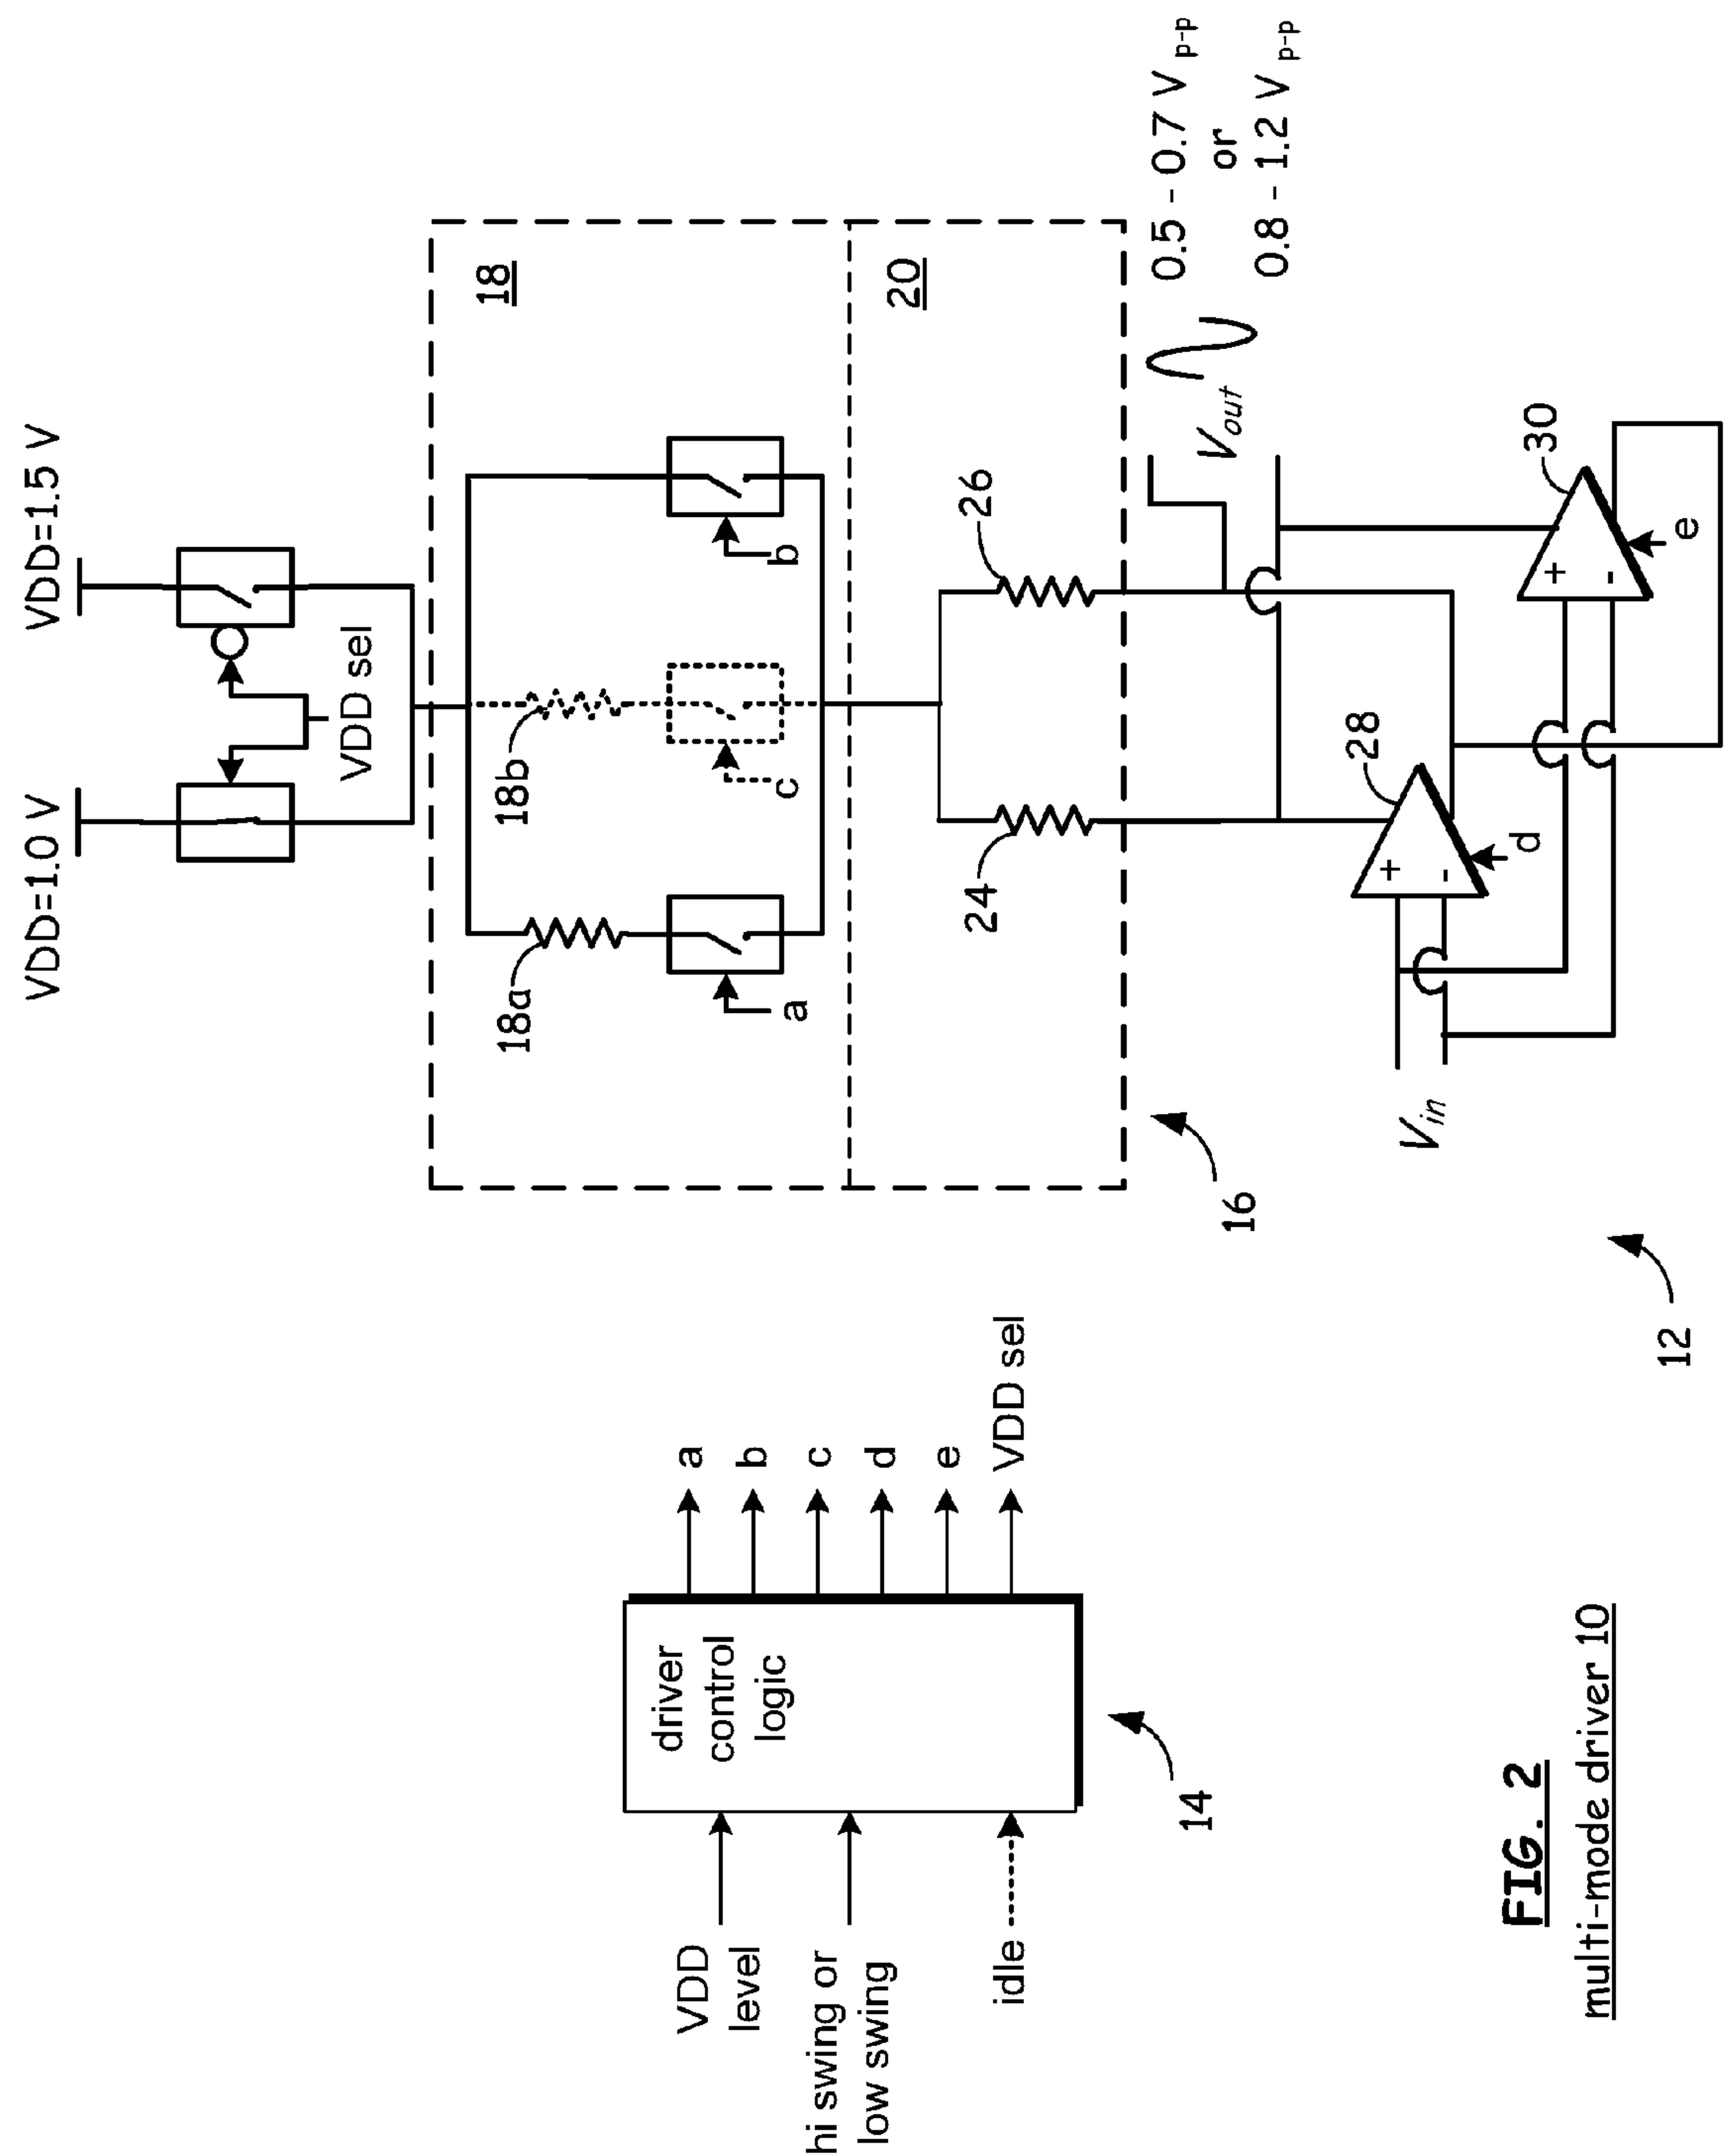 VDD=1.0 V
VDD=1.5 V
VDD sel
18
18a
18b
a
c
b
20
24
26
16
Vout
0.5 - 0.7 Vp-p
or
0.8 - 1.2 Vp-p
Vin
+
-
28
d
+
-
30
e
12
VDD
level
hi swing or
low swing
idle
driver
control
logic
a
b
c
d
e
VDD sel
14
FIG. 2
multi-mode driver 10